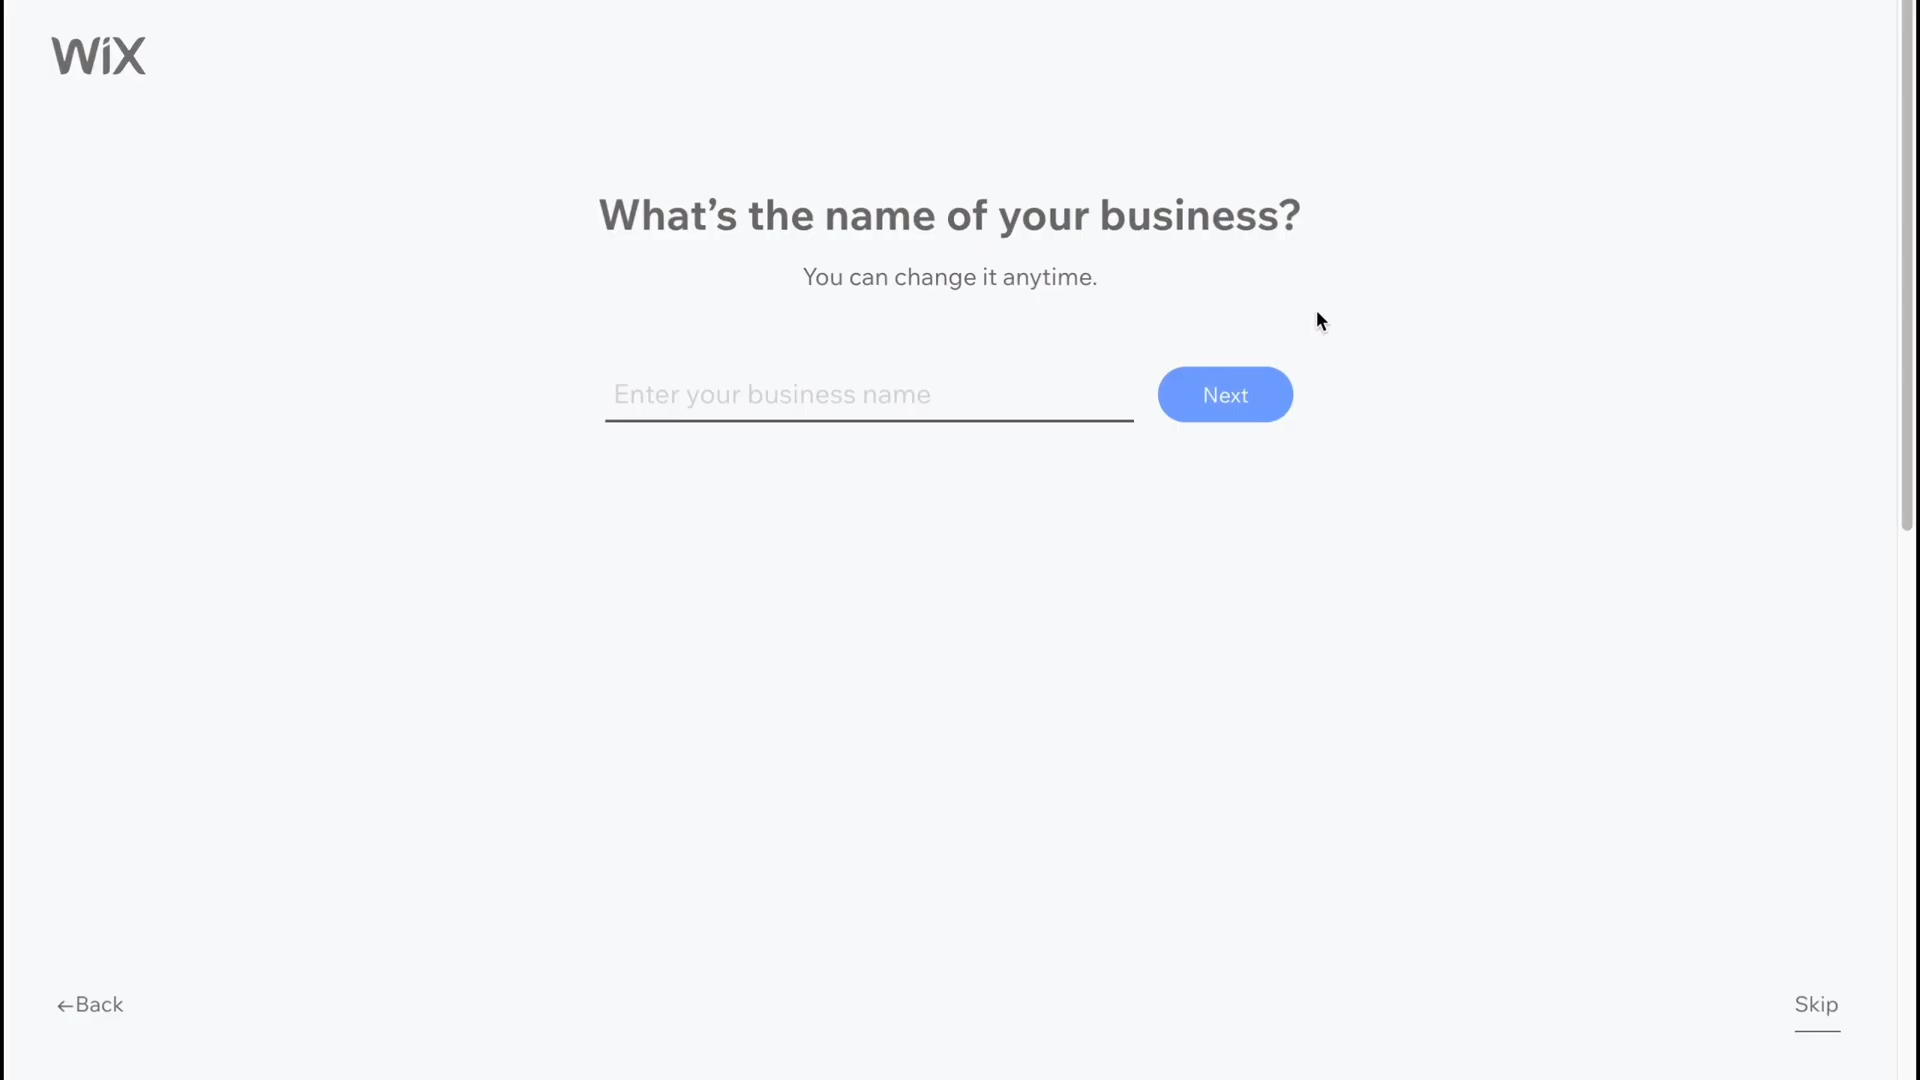 WiX
What's the name of your business?
You can change it anytime.
Enter your business name
Next
←Back
Skip